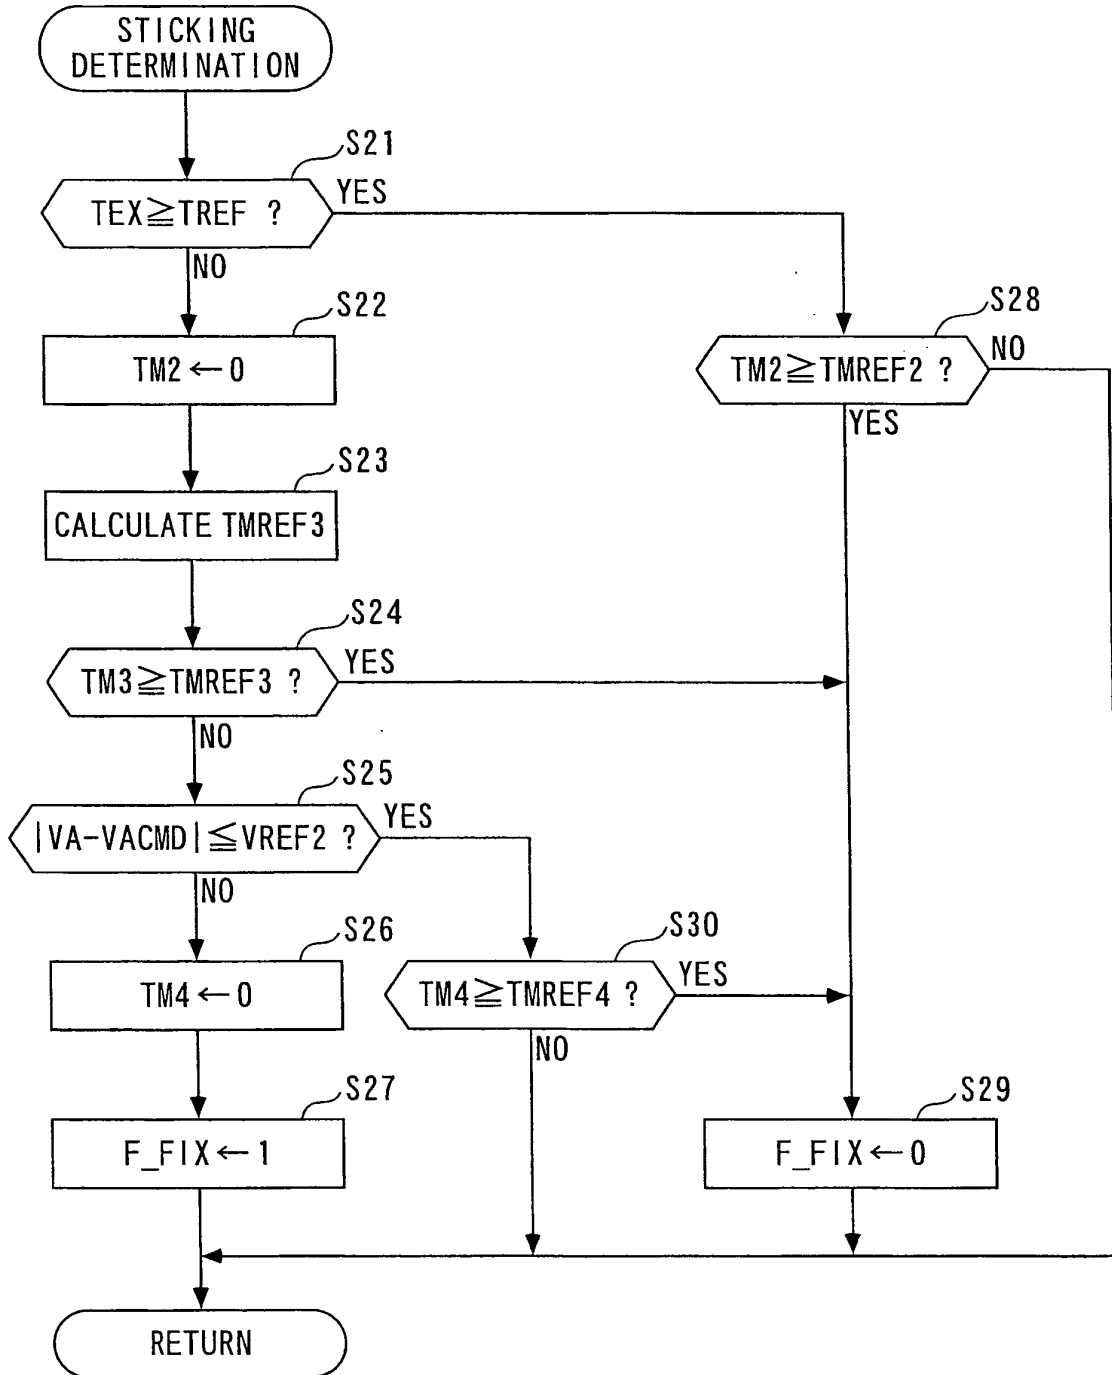 STICKING
DETERMINATION
S21
TEX≧TREF ?
YES
NO
S22
TM2←0
S28
TM2≧TMREF2 ?
NO
YES
S23
CALCULATE TMREF3
S24
TM3≧TMREF3 ?
YES
NO
S25
|VA-VACMD|≦VREF2 ?
YES
NO
S26
TM4←0
S30
TM4≧TMREF4 ?
YES
NO
S27
F_FIX←1
S29
F_FIX←0
RETURN